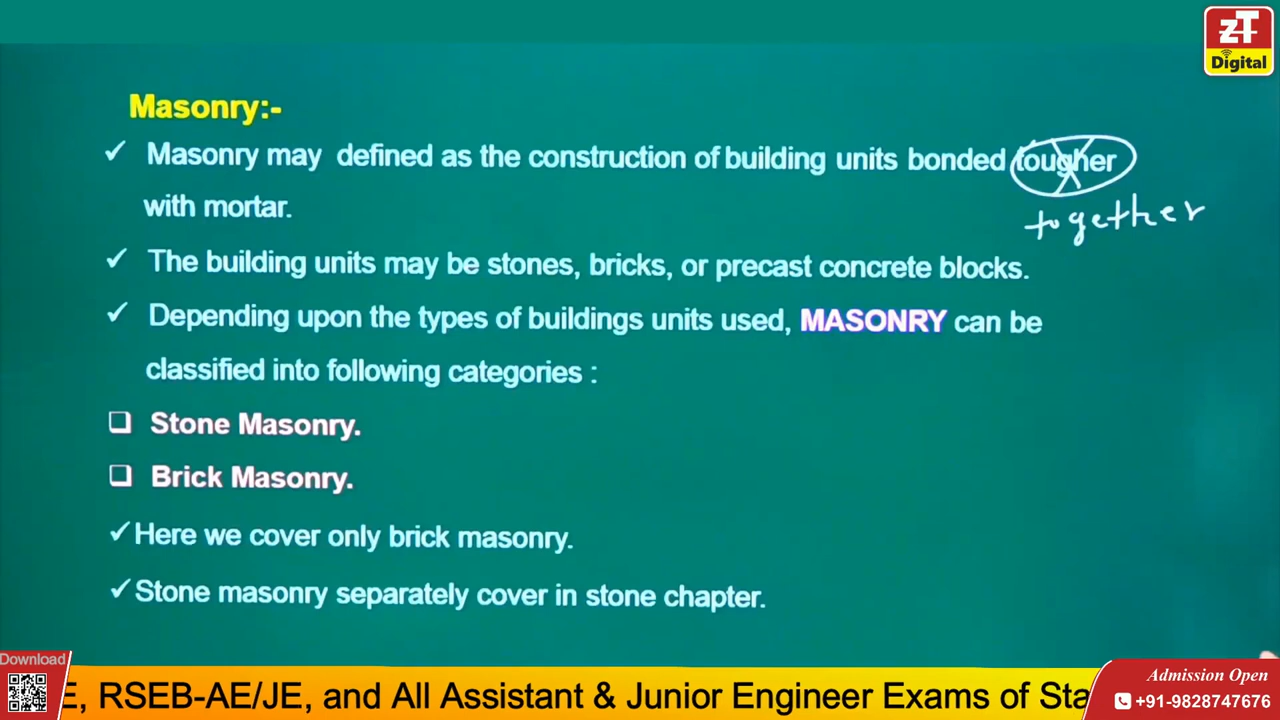 ZT
Digital
Masonry:-
✓ Masonry may defined as the construction of building units bonded tougher
together
with mortar.
✓ The building units may be stones, bricks, or precast concrete blocks.
✓ Depending upon the types of buildings units used, MASONRY can be
classified into following categories :
❑ Stone Masonry.
❑ Brick Masonry.
✓ Here we cover only brick masonry.
✓ Stone masonry separately cover in stone chapter.
Download
E, RSEB-AE/JE, and All Assistant & Junior Engineer Exams of Sta
Admission Open
+91-9828747676